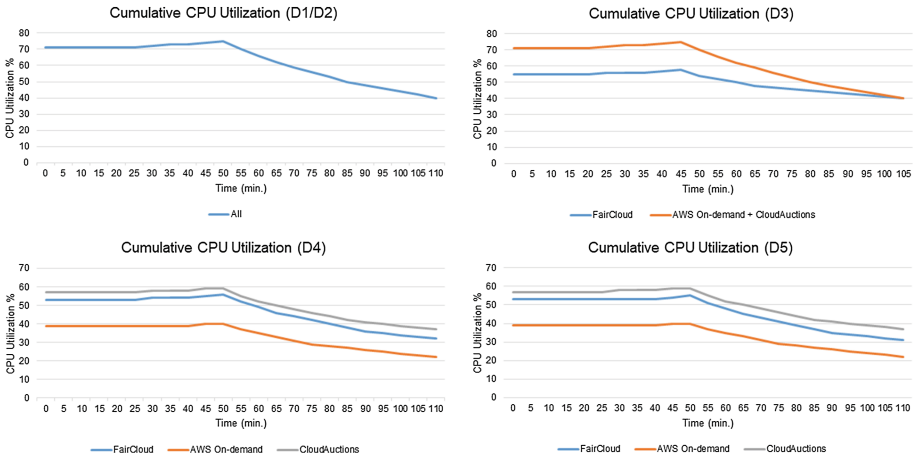 Cumulative CPU Utilization (D1/D2)
80
70
60
50
40
30
20
10
0
CPU Utilization %
0 5 10 15 20 25 30 35 40 45 50 55 60 65 70 75 80 85 90 95 100 105 110
Time (min.)
All
Cumulative CPU Utilization (D3)
80
70
60
50
40
30
20
10
0
CPU Utilization %
0 5 10 15 20 25 30 35 40 45 50 55 60 65 70 75 80 85 90 95 100 105
Time (min.)
FairCloud AWS On-demand + CloudAuctions
Cumulative CPU Utilization (D4)
70
60
50
40
30
20
10
0
CPU Utilization %
0 5 10 15 20 25 30 35 40 45 50 55 60 65 70 75 80 85 90 95 100 105 110
Time (min.)
FairCloud AWS On-demand CloudAuctions
Cumulative CPU Utilization (D5)
70
60
50
40
30
20
10
0
CPU Utilization %
0 5 10 15 20 25 30 35 40 45 50 55 60 65 70 75 80 85 90 95 100 105 110
Time (min.)
FairCloud AWS On-demand CloudAuctions